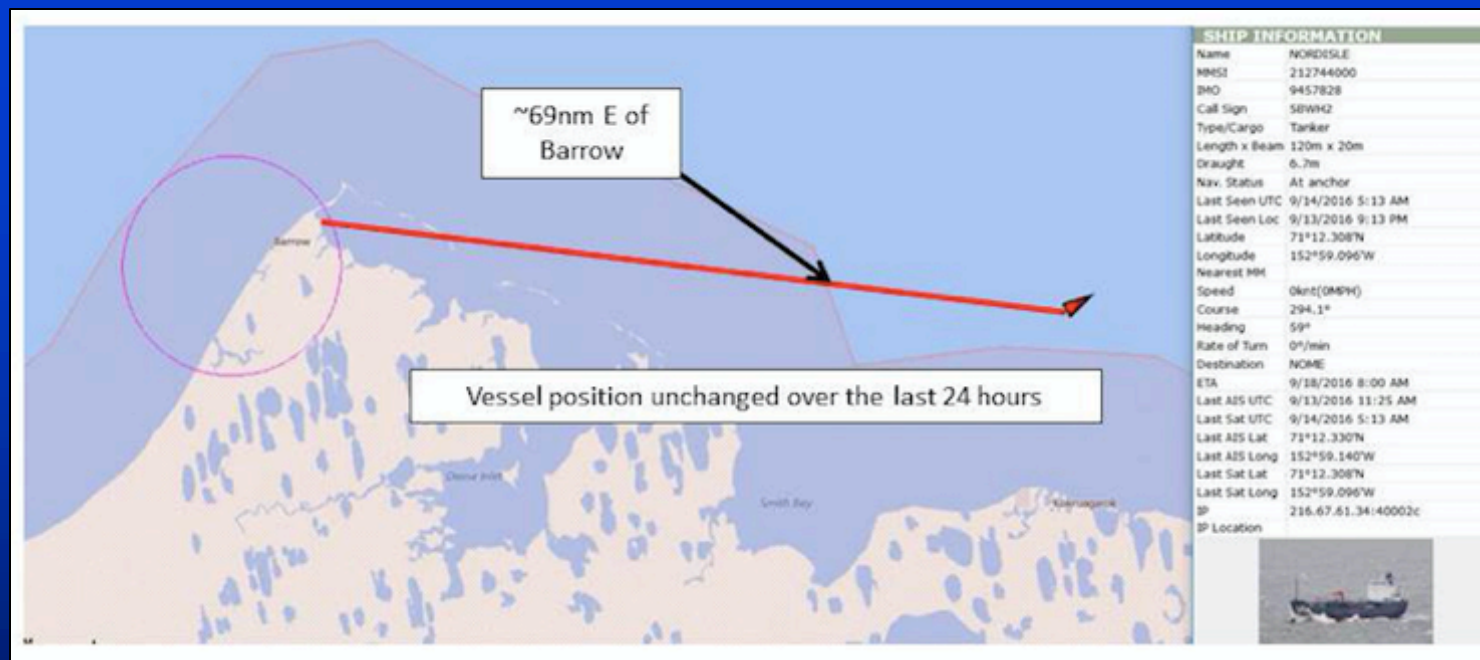 ~69nm E of
Barrow
Barrow
Vessel position unchanged over the last 24 hours
Smith Bay
SHIP INFORMATION
Name NORDISLE
MMSI 212744000
IMO 9457828
Call Sign 5BWH2
Type/Cargo Tanker
Length x Beam 120m x 20m
Draught 6.7m
Nav. Status At anchor
Last Seen UTC 9/14/2016 5:13 AM
Last Seen Loc 9/13/2016 9:13 PM
Latitude 71°12.308'N
Longitude 152°59.096'W
Nearest MM
Speed 0knt(0MPH)
Course 294.1°
Heading 59°
Rate of Turn 0°/min
Destination NOME
ETA 9/18/2016 8:00 AM
Last AIS UTC 9/13/2016 11:25 AM
Last Sat UTC 9/14/2016 5:13 AM
Last AIS Lat 71°12.330'N
Last AIS Long 152°59.140'W
Last Sat Lat 71°12.308'N
Last Sat Long 152°59.096'W
IP 216.67.61.34:40002c
IP Location